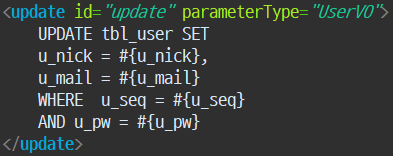 <update id="update" parameterType="UserVO">
UPDATE tbl_user SET
u_nick = #{u_nick},
u_mail = #{u_mail}
WHERE  u_seq = #{u_seq}
AND u_pw = #{u_pw}
</update>